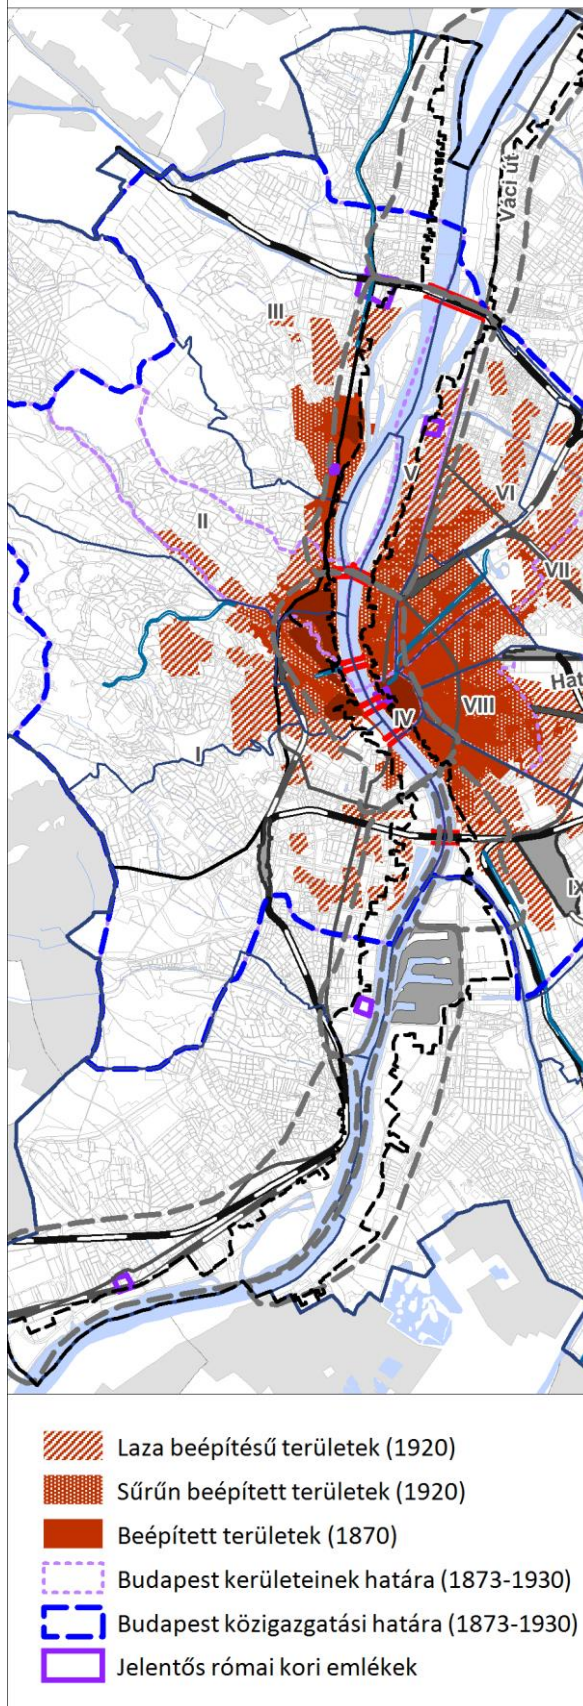 Váci út
III
V
VI
II
VII
Hat
VIII
IV
I
IX
Laza beépítésű területek (1920)
Sűrűn beépített területek (1920)
Beépített területek (1870)
Budapest kerületeinek határa (1873-1930)
Budapest közigazgatási határa (1873-1930)
Jelentős római kori emlékek